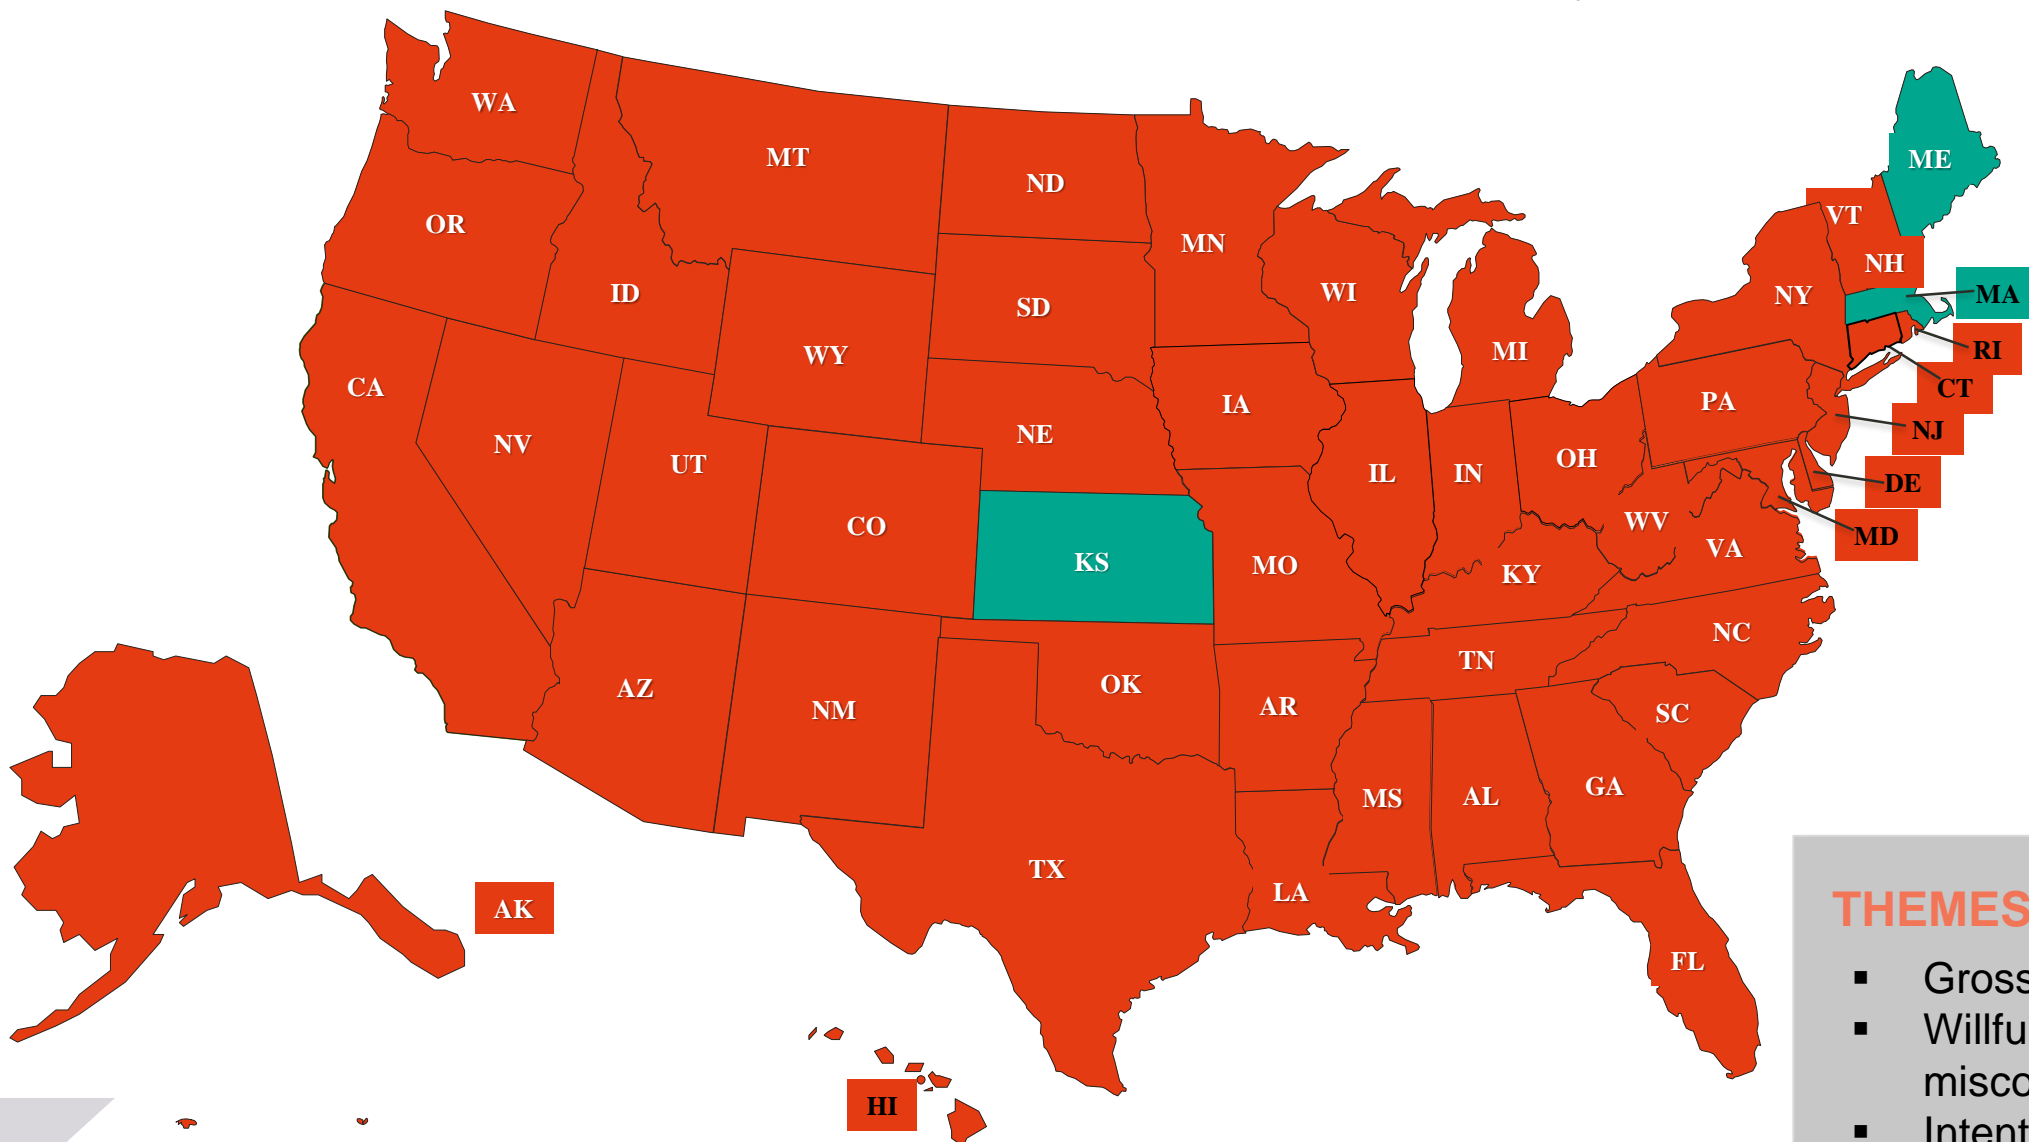 WA
MT
ND
ME
OR
MN
VT
ID
SD
WI
NH
NY
MA
WY
MI
RI
CA
IA
PA
CT
NV
NE
NJ
UT
IL
IN
OH
DE
CO
WV
MD
KS
MO
KY
VA
NC
AZ
NM
OK
TN
AR
SC
MS
AL
GA
TX
LA
AK
FL
HI
THEMES
▪ Gross
▪ Willfu
misco
▪ Intent